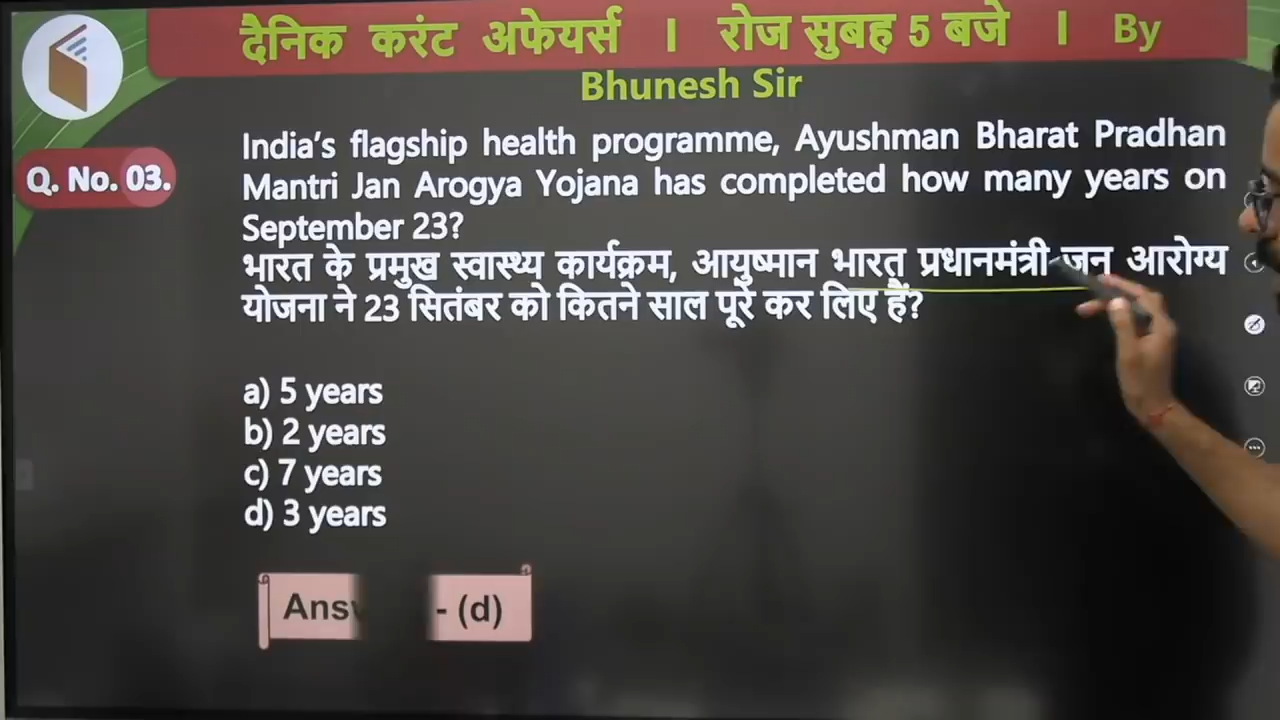 दैनिक करंट अफेयर्स । रोज सुबह 5 बजे । By
Bhunesh Sir
Q. No. 03.
India's flagship health programme, Ayushman Bharat Pradhan
Mantri Jan Arogya Yojana has completed how many years on
September 23?
भारत के प्रमुख स्वास्थ्य कार्यक्रम, आयुष्मान भारत प्रधानमंत्री जन आरोग्य
योजना ने 23 सितंबर को कितने साल पूरे कर लिए हैं?
a) 5 years
b) 2 years
c) 7 years
d) 3 years
- (d)